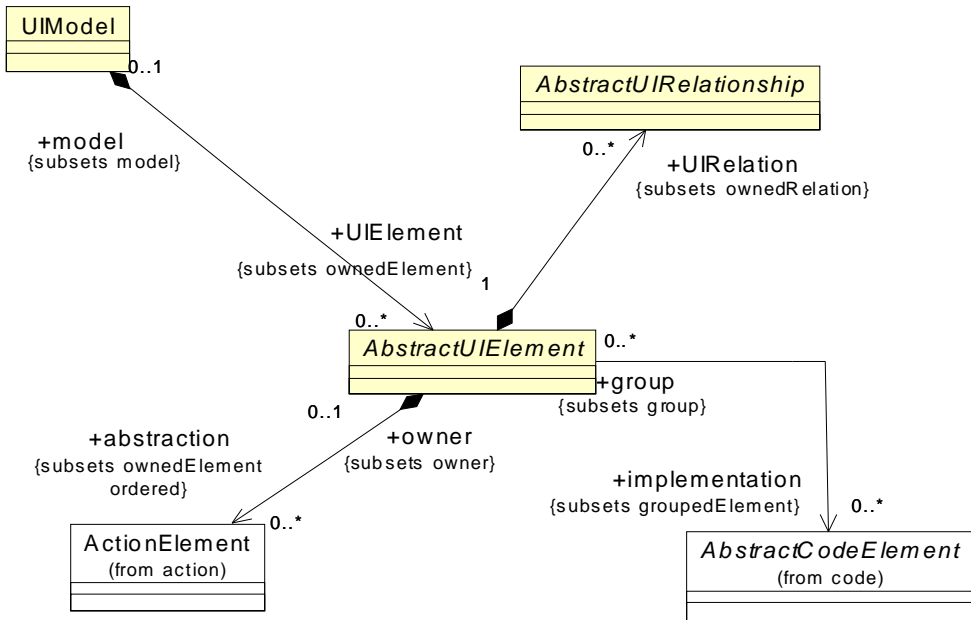 UIModel
0..1
AbstractUIRelationship
+model
{subsets model}
0..*
+UIRelation
{subsets ownedRelation}
+UIElement
{subsets ownedElement}
1
0..*
AbstractUIElement
0..*
+group
{subsets group}
0..1
+abstraction
{subsets ownedElement
ordered}
+owner
{subsets owner}
+implementation
{subsets groupedElement}
0..*
0..*
ActionElement
(from action)
AbstractCodeElement
(from code)